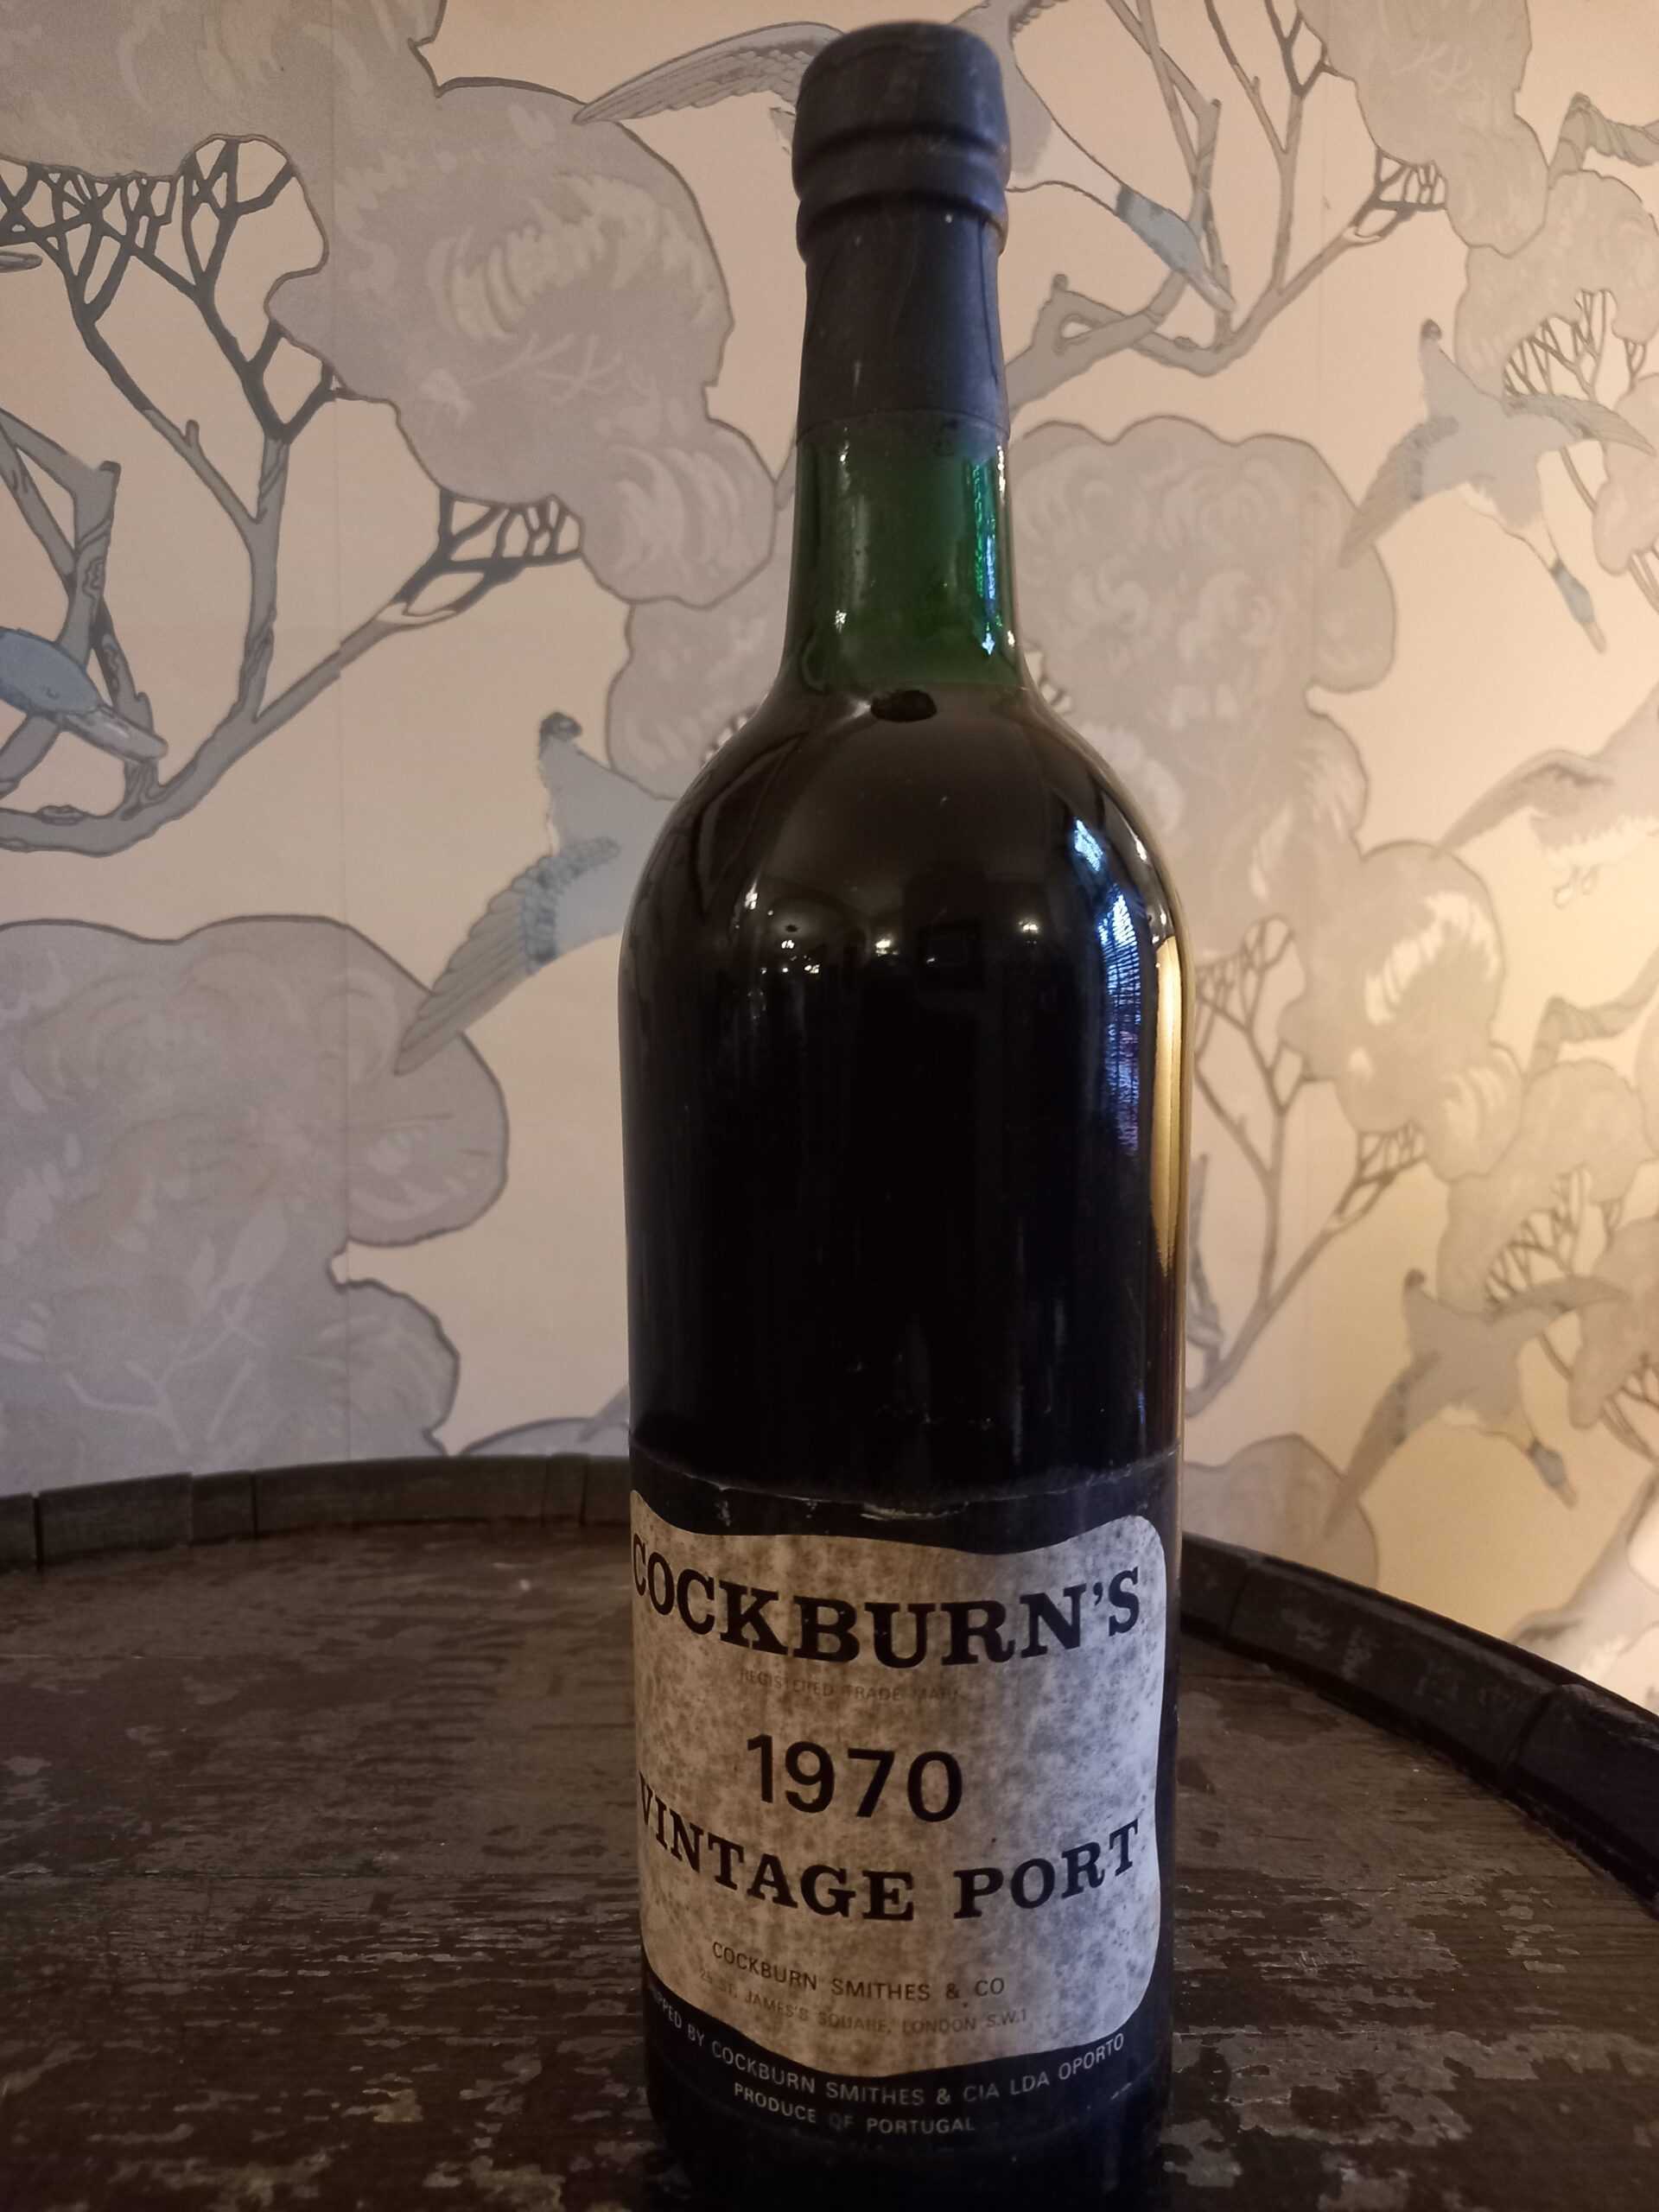 COCKBURN'S
REGISTERED TRADE MARK
1970
VINTAGE PORT
COCKBURN SMITHES & CO
ST. JAMES'S SQUARE, LONDON S.W.1
BY COCKBURN SMITHES & CIA LDA OPORTO
PRODUCE OF PORTUGAL